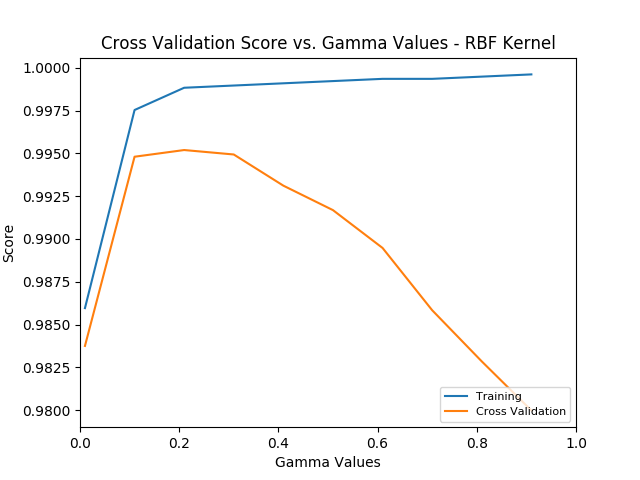 Cross Validation Score vs. Gamma Values - RBF Kernel
1.0000
0.9975
0.9950
0.9925
0.9900
0.9875
0.9850
0.9825
0.9800
Score
0.0 0.2 0.4 0.6 0.8 1.0
Gamma Values
Training
Cross Validation